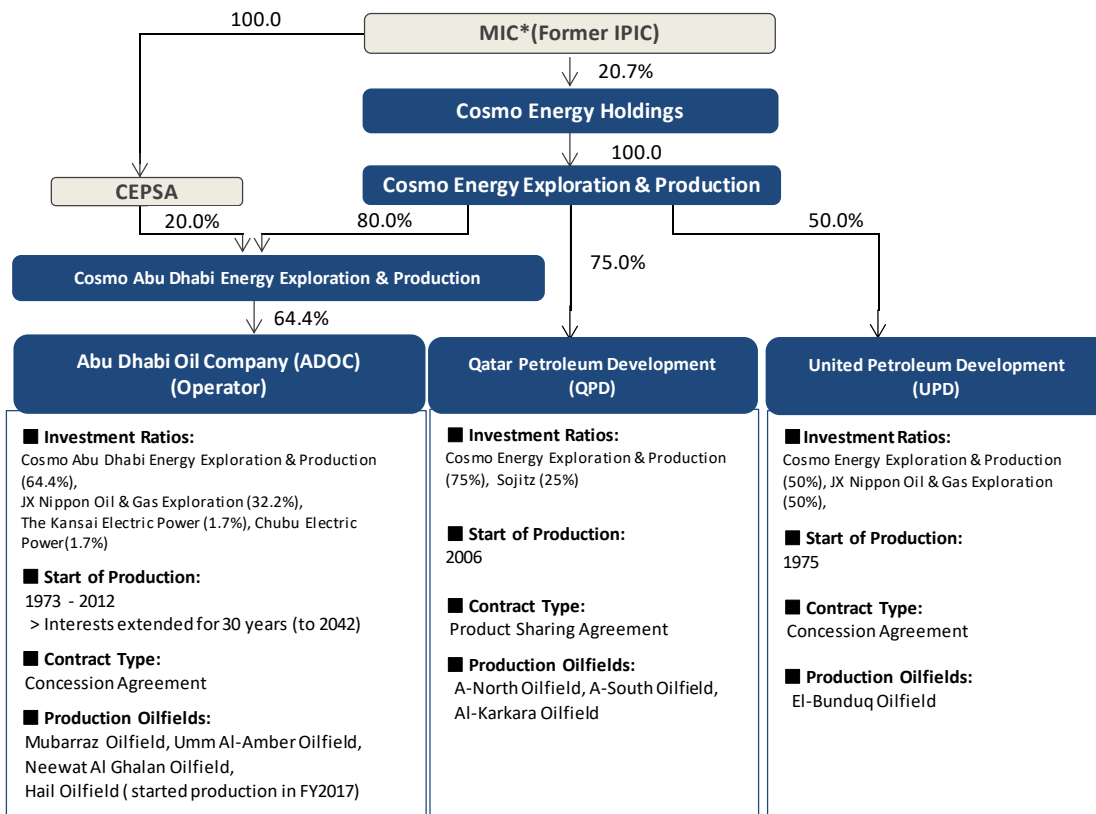 100.0
MIC*(Former IPIC)
20.7%
Cosmo Energy Holdings
100.0
CEPSA
Cosmo Energy Exploration & Production
20.0%
80.0%
50.0%
75.0%
Cosmo Abu Dhabi Energy Exploration & Production
64.4%
Abu Dhabi Oil Company (ADOC)
(Operator)
■ Investment Ratios:
Cosmo Abu Dhabi Energy Exploration & Production
(64.4%),
JX Nippon Oil & Gas Exploration (32.2%),
The Kansai Electric Power (1.7%), Chubu Electric
Power(1.7%)
■ Start of Production:
1973 - 2012
> Interests extended for 30 years (to 2042)
■ Contract Type:
Concession Agreement
■ Production Oilfields:
Mubarraz Oilfield, Umm Al-Amber Oilfield,
Neewat Al Ghalan Oilfield,
Hail Oilfield ( started production in FY2017)
Qatar Petroleum Development
(QPD)
■ Investment Ratios:
Cosmo Energy Exploration & Production
(75%), Sojitz (25%)
■ Start of Production:
2006
■ Contract Type:
Product Sharing Agreement
■ Production Oilfields:
A-North Oilfield, A-South Oilfield,
Al-Karkara Oilfield
United Petroleum Development
(UPD)
■ Investment Ratios:
Cosmo Energy Exploration & Production
(50%), JX Nippon Oil & Gas Exploration
(50%),
■ Start of Production:
1975
■ Contract Type:
Concession Agreement
■ Production Oilfields:
El-Bunduq Oilfield